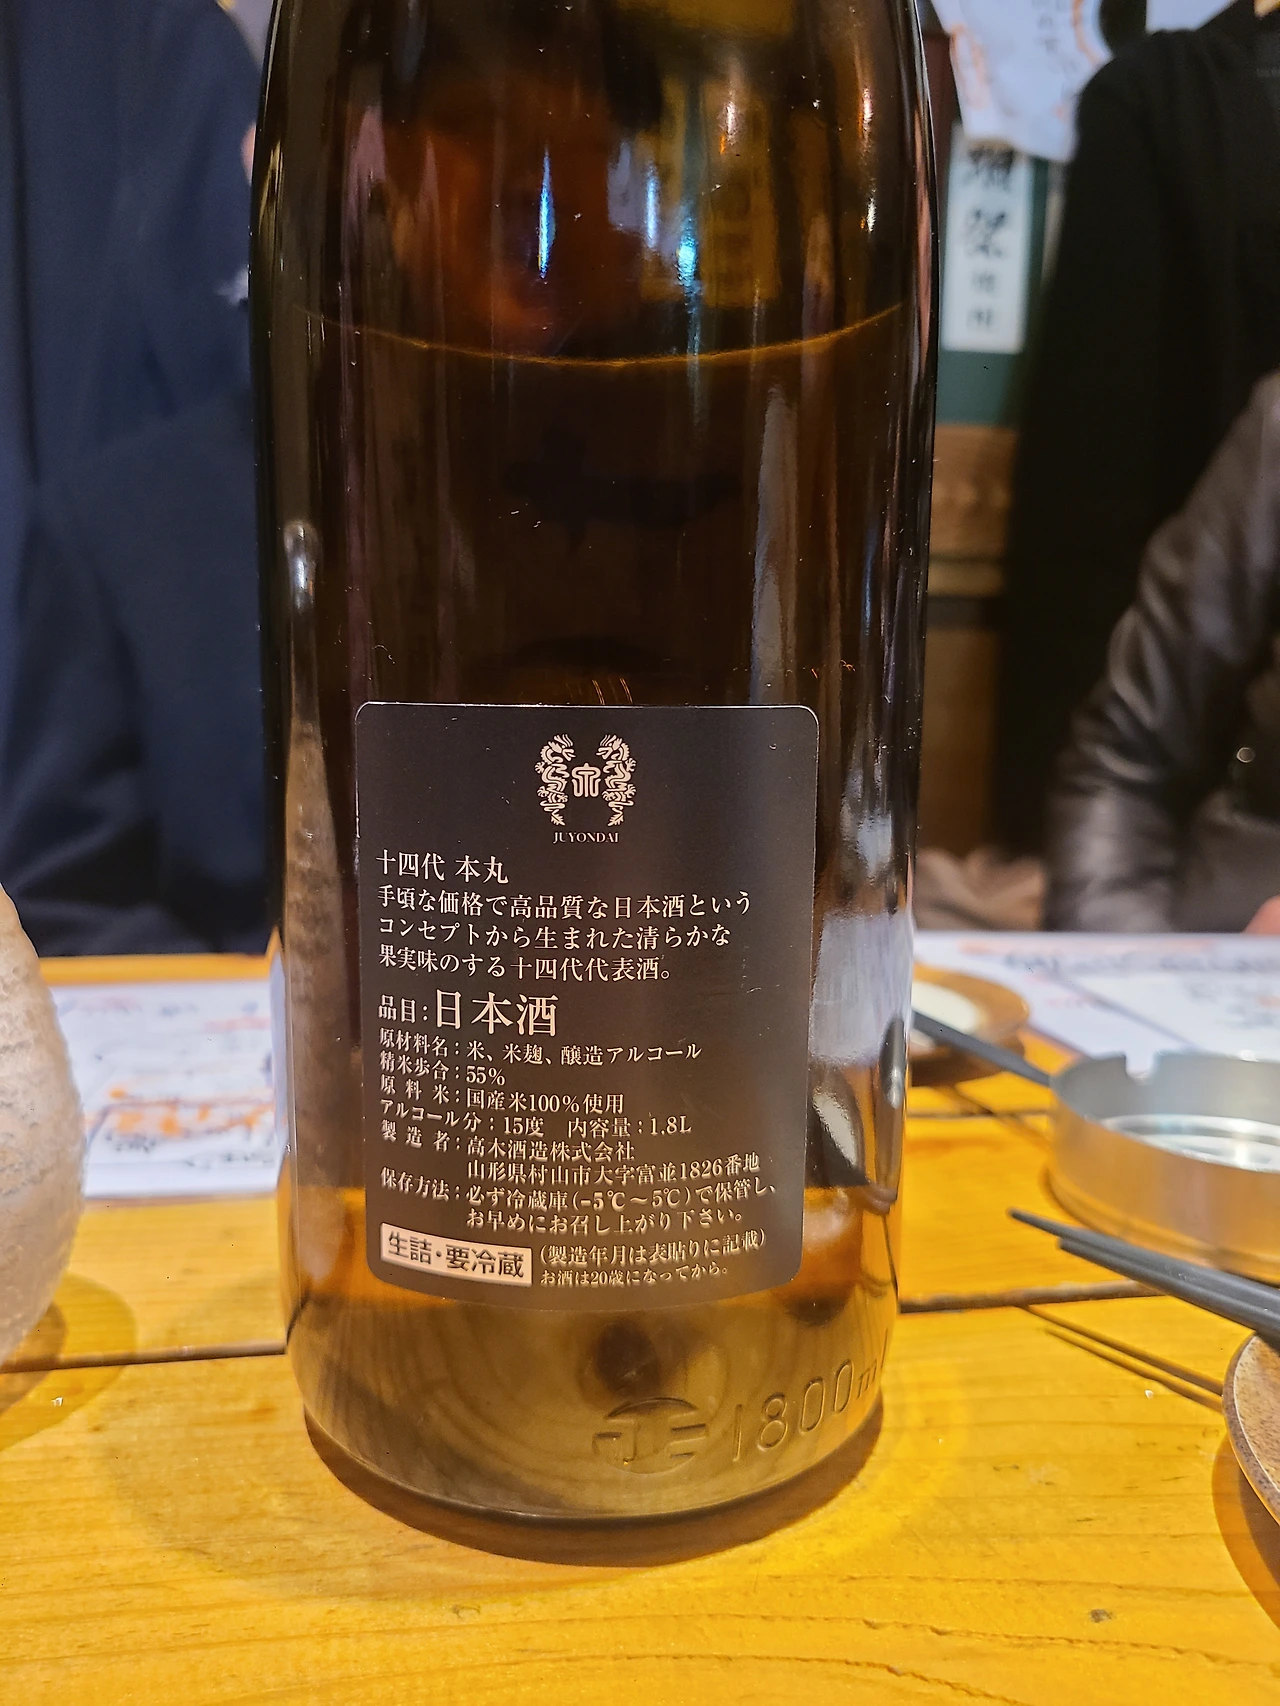 JUYONDAI
十四代 本丸
手頃な価格で高品質な日本酒という
コンセプトから生まれた清らかな
果実味のする十四代代表酒。
品目:日本酒
原材料名:米、米麹、醸造アルコール
精米歩合:55%
原料米:国産米100%使用
アルコール分:15度 内容量:1.8L
製造者:高木酒造株式会社
山形県村山市大字富並1826番地
保存方法:必ず冷蔵庫(-5℃~5℃)で保管し、
お早めにお召し上がり下さい。
生詰・要冷蔵 (製造年月は表貼りに記載)
お酒は20歳になってから。
1800ml